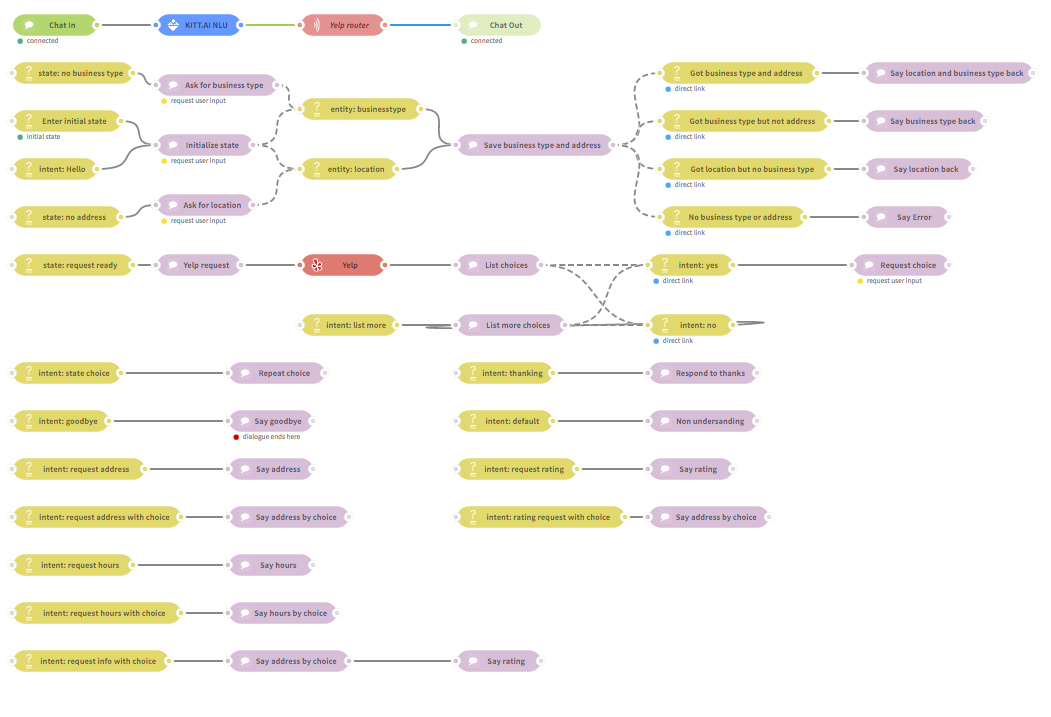 Chat In
KITT.AI NLU
Yelp router
Chat Out
connected
connected
state: no business type
Ask for business type
request user input
entity: businesstype
Got business type and address
direct link
Say location and business type back
Enter initial state
initial state
Initialize state
request user input
Save business type and address
Got business type but not address
direct link
Say business type back
intent: Hello
entity: location
Got location but no business type
direct link
Say location back
state: no address
Ask for location
request user input
No business type or address
direct link
Say Error
state: request ready
Yelp request
Yelp
List choices
intent: yes
direct link
Request choice
request user input
intent: list more
List more choices
intent: no
direct link
intent: state choice
Repeat choice
intent: thanking
Respond to thanks
intent: goodbye
Say goodbye
dialogue ends here
intent: default
Non undersanding
intent: request address
Say address
intent: request rating
Say rating
intent: request address with choice
Say address by choice
intent: rating request with choice
Say address by choice
intent: request hours
Say hours
intent: request hours with choice
Say hours by choice
intent: request info with choice
Say address by choice
Say rating